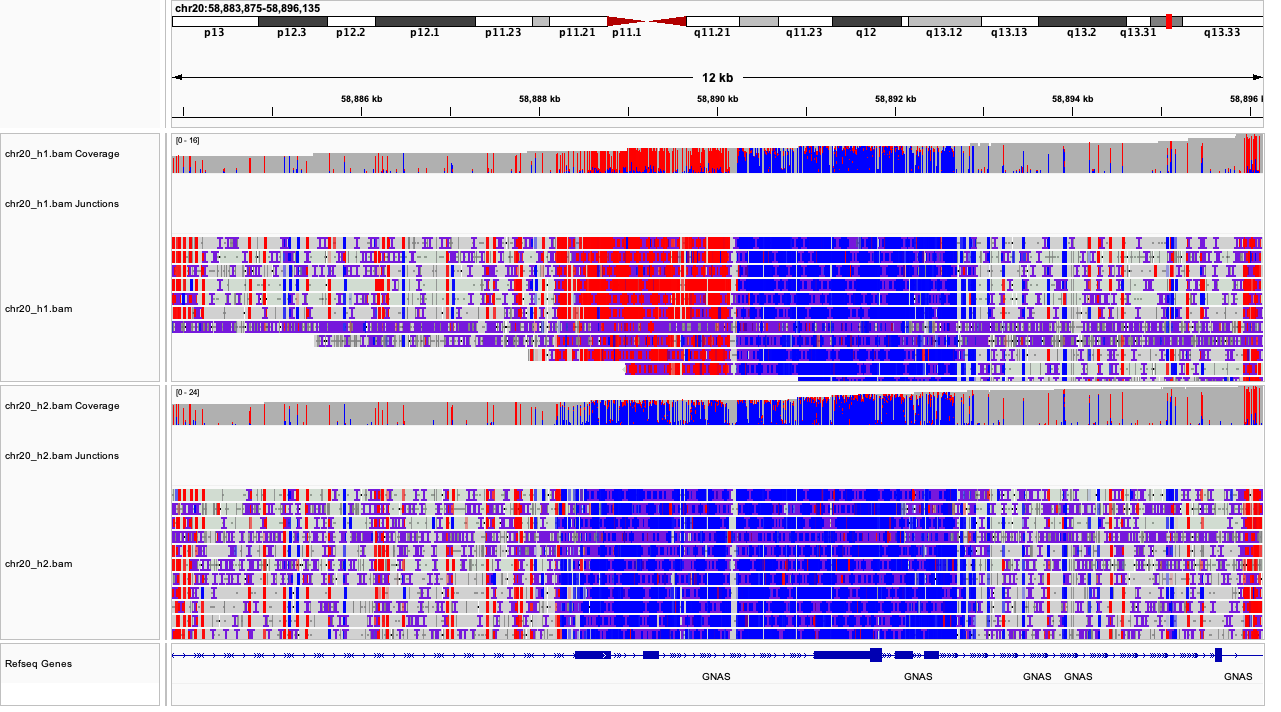 chr20:58,883,875-58,896,135
p13 p12.3 p12.2 p12.1 p11.23 p11.21 p11.1 q11.21 q11.23 q12 q13.12 q13.13 q13.2 q13.31 q13.33
12 kb
58,886 kb 58,888 kb 58,890 kb 58,892 kb 58,894 kb 58,896
[0 - 16]
chr20_h1.bam Coverage
chr20_h1.bam Junctions
chr20_h1.bam
[0 - 24]
chr20_h2.bam Coverage
chr20_h2.bam Junctions
chr20_h2.bam
Refseq Genes
GNAS GNAS GNAS GNAS GNAS